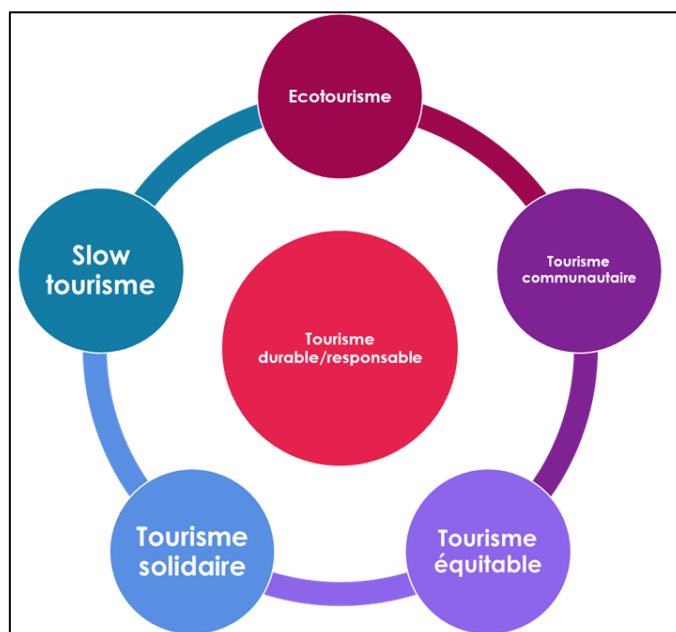 Ecotourisme
Tourisme
communautaire
Tourisme
équitable
Tourisme
solidaire
Slow
tourisme
Tourisme
durable/responsable